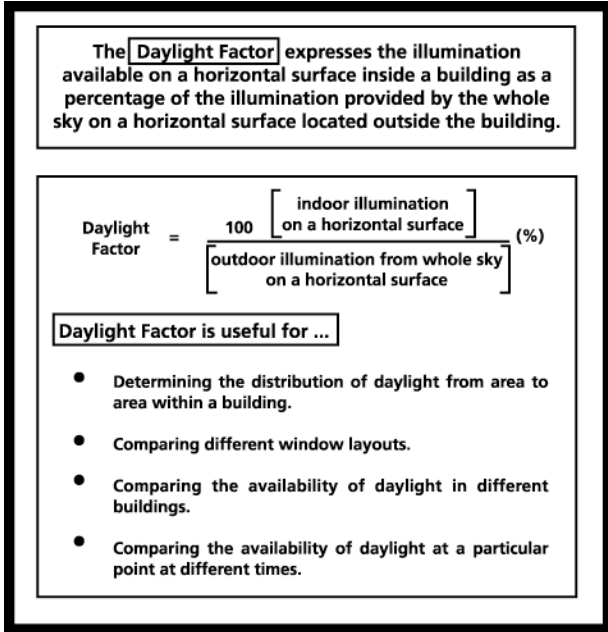 The Daylight Factor expresses the illumination
available on a horizontal surface inside a building as a
percentage of the illumination provided by the whole
sky on a horizontal surface located outside the building.
Daylight
Factor
=
100
indoor illumination
on a horizontal surface
outdoor illumination from whole sky
on a horizontal surface
(%)
Daylight Factor is useful for ...
• Determining the distribution of daylight from area to
area within a building.
• Comparing different window layouts.
• Comparing the availability of daylight in different
buildings.
• Comparing the availability of daylight at a particular
point at different times.